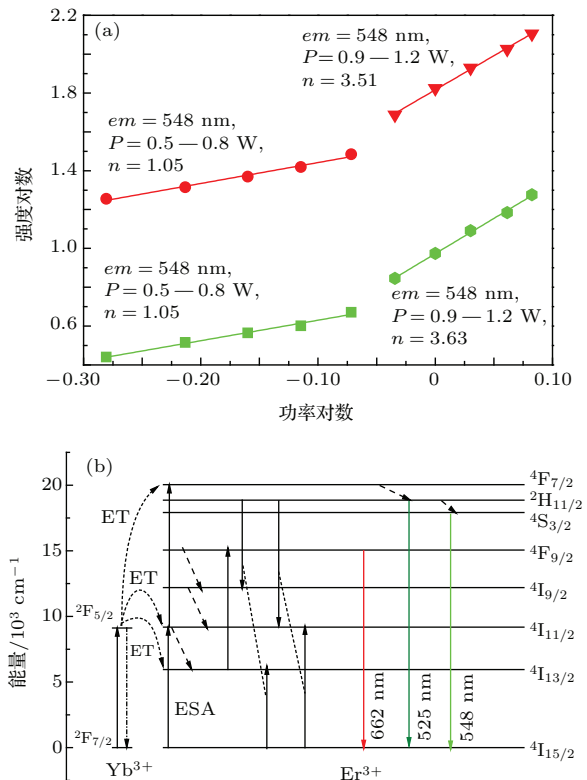 (a)
2.2
1.8
1.4
1.0
0.6
强度对数
em = 548 nm,
P = 0.9 — 1.2 W,
n = 3.51
em = 548 nm,
P = 0.5 — 0.8 W,
n = 1.05
em = 548 nm,
P = 0.5 — 0.8 W,
n = 1.05
em = 548 nm,
P = 0.9 — 1.2 W,
n = 3.63
−0.30 −0.20 −0.10 0 0.10
功率对数
(b)
能量/10³ cm⁻¹
20
15
10
5
0
ET
ET
ET
²F₅/₂
²F₇/₂
ESA
662 nm
525 nm
548 nm
⁴F₇/₂
²H₁₁/₂
⁴S₃/₂
⁴F₉/₂
⁴I₉/₂
⁴I₁₁/₂
⁴I₁₃/₂
⁴I₁₅/₂
Yb³⁺ Er³⁺